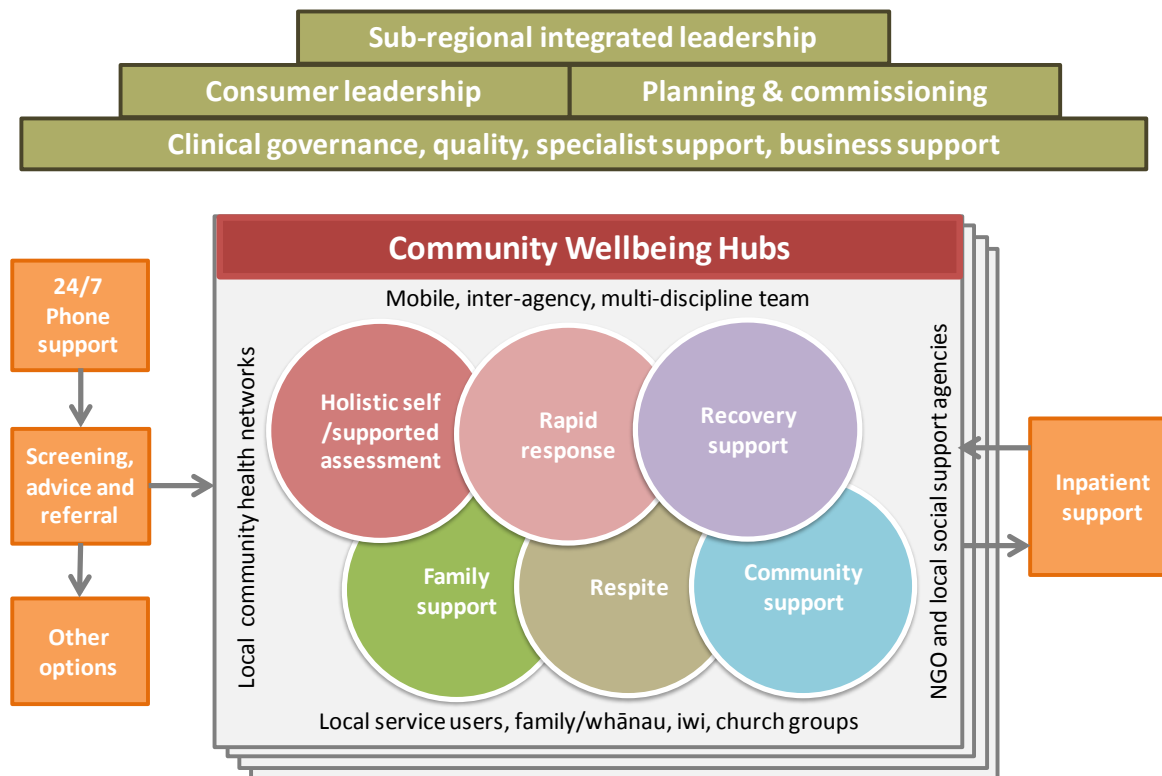 Sub-regional integrated leadership
Consumer leadership
Planning & commissioning
Clinical governance, quality, specialist support, business support
Community Wellbeing Hubs
Mobile, inter-agency, multi-discipline team
24/7
Phone
support
Screening,
advice and
referral
Other
options
Local community health networks
Holistic self
/supported
assessment
Rapid
response
Recovery
support
Family
support
Respite
Community
support
NGO and local social support agencies
Inpatient
support
Local service users, family/whānau, iwi, church groups